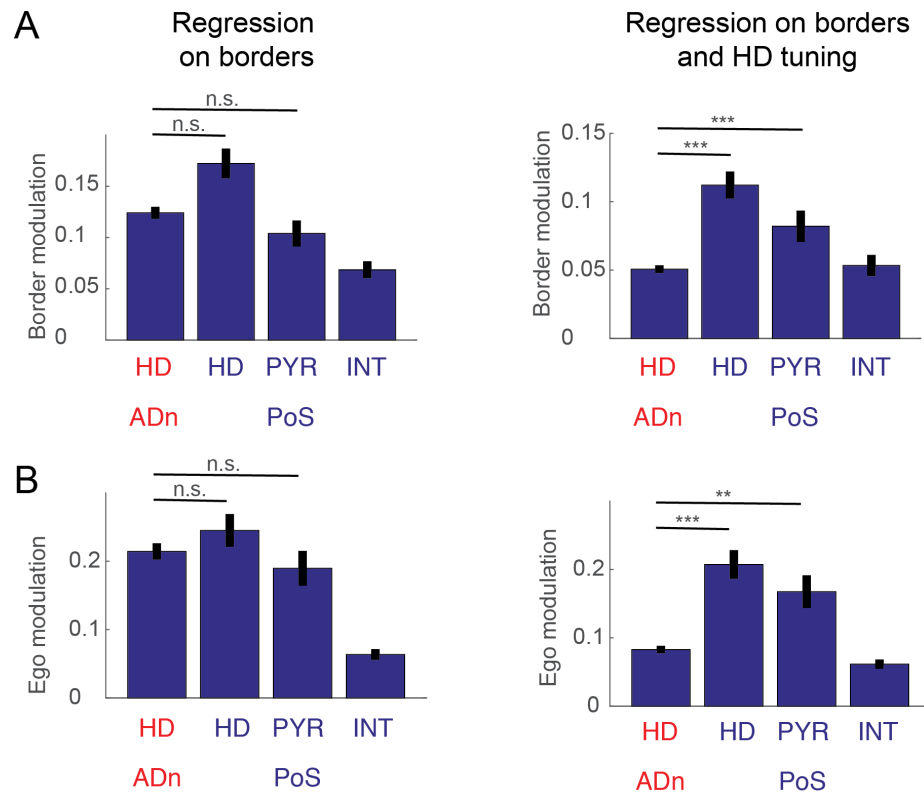 A
Regression
on borders
Regression on borders
and HD tuning
n.s.
n.s.
Border modulation
0.15
0.1
0.05
0
HD
HD
PYR
INT
ADn
PoS
***
***
Border modulation
0.15
0.1
0.05
0
HD
HD
PYR
INT
ADn
PoS
B
n.s.
n.s.
Ego modulation
0.2
0.1
0
HD
HD
PYR
INT
ADn
PoS
**
***
Ego modulation
0.2
0.1
0
HD
HD
PYR
INT
ADn
PoS